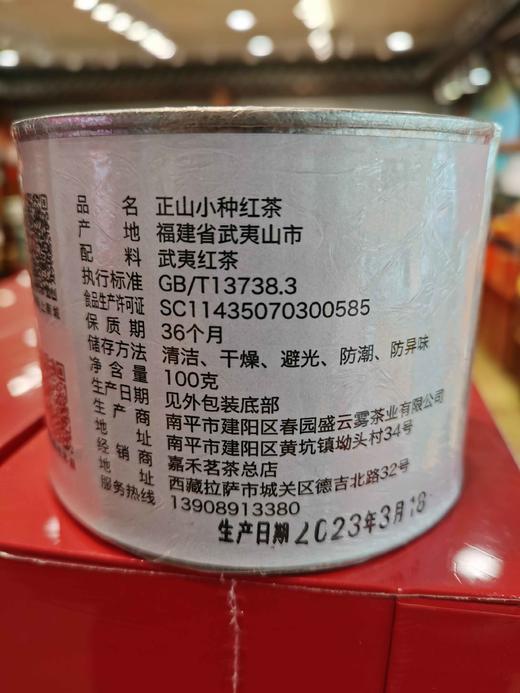 品名 正山小种红茶
产地 福建省武夷山市
配料 武夷红茶
执行标准 GB/T13738.3
食品生产许可证 SC11435070300585
保质期 36个月
储存方法 清洁、干燥、避光、防潮、防异味
净含量 100克
生产日期 见外包装底部
生产商 南平市建阳区春园盛云雾茶业有限公司
地址 南平市建阳区黄坑镇坳头村34号
经销商 嘉禾茗茶总店
地址 西藏拉萨市城关区德吉北路32号
服务热线 13908913380
生产日期 2023年3月18